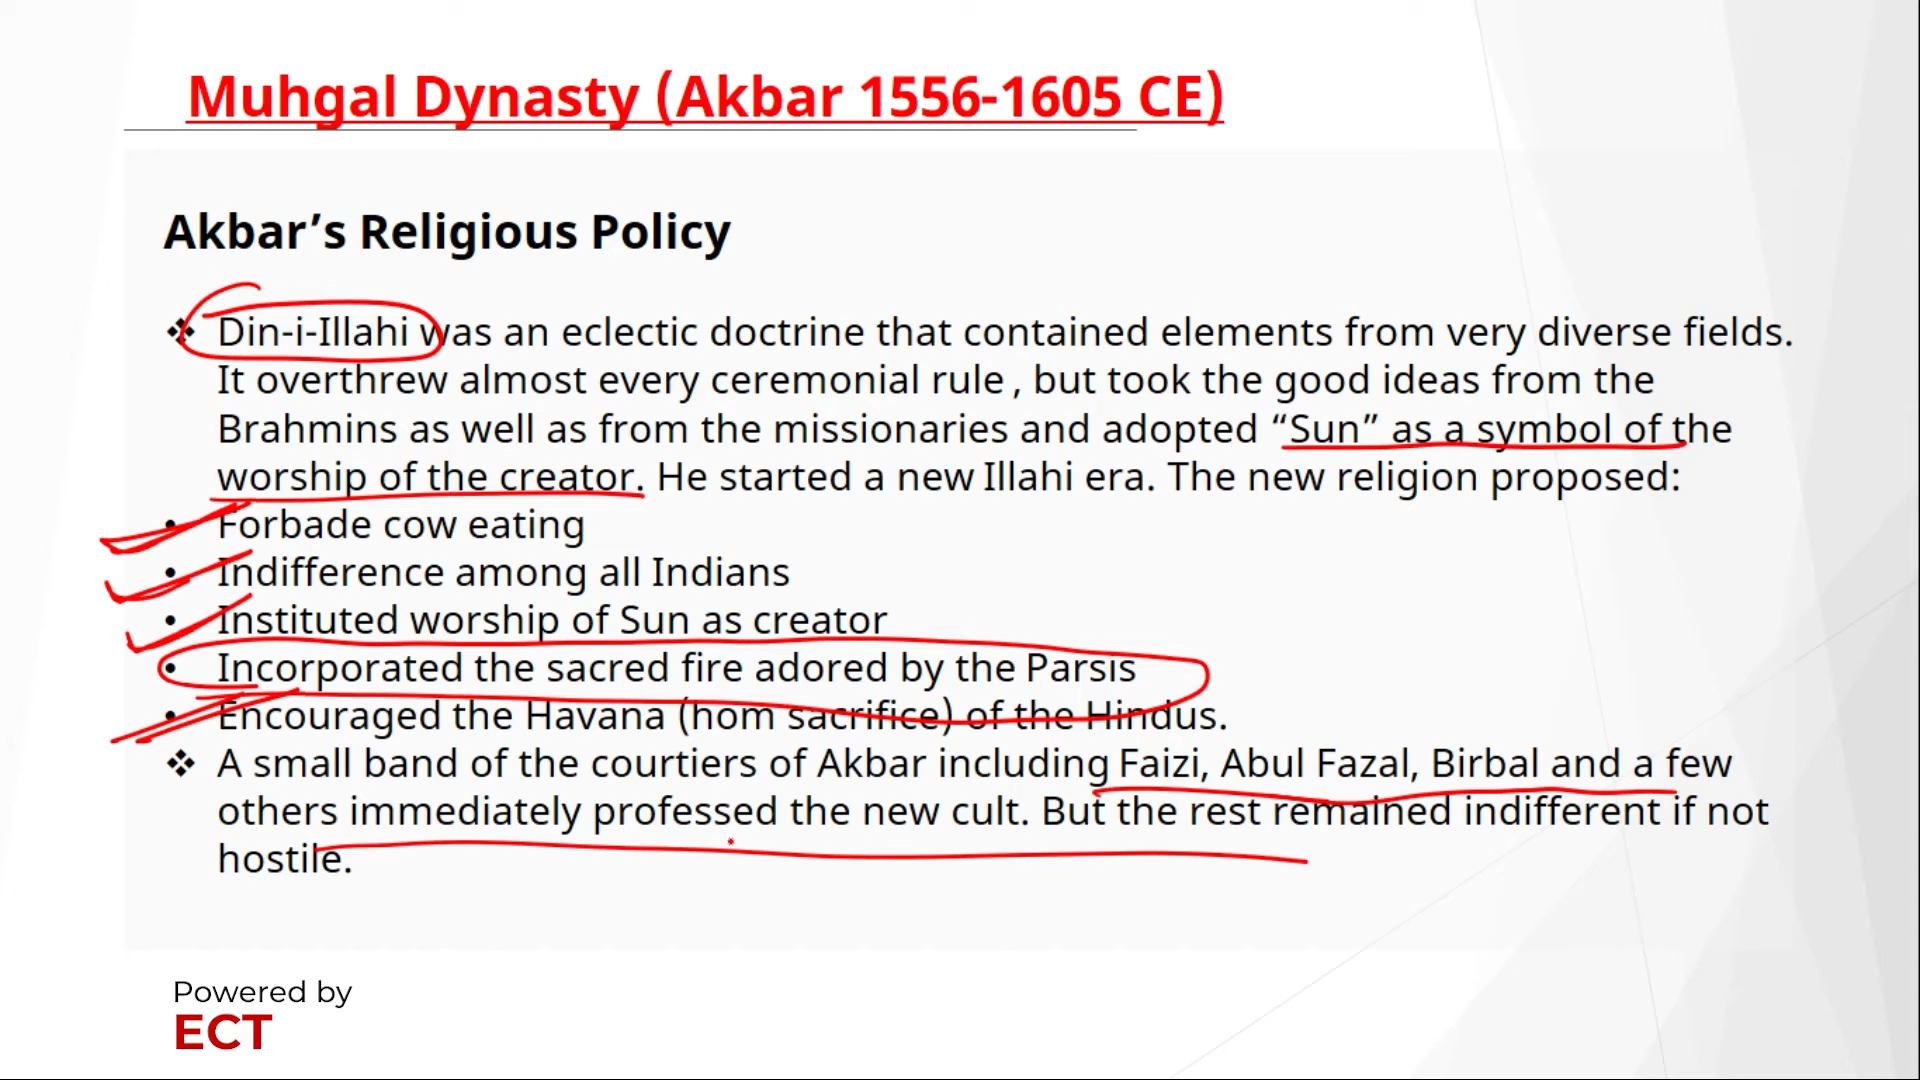 Muhgal Dynasty (Akbar 1556-1605 CE)
Akbar’s Religious Policy
❖ Din-i-Illahi was an eclectic doctrine that contained elements from very diverse fields.
It overthrew almost every ceremonial rule , but took the good ideas from the
Brahmins as well as from the missionaries and adopted “Sun” as a symbol of the
worship of the creator. He started a new Illahi era. The new religion proposed:
• Forbade cow eating
• Indifference among all Indians
• Instituted worship of Sun as creator
• Incorporated the sacred fire adored by the Parsis
• Encouraged the Havana (hom sacrifice) of the Hindus.
❖ A small band of the courtiers of Akbar including Faizi, Abul Fazal, Birbal and a few
others immediately professed the new cult. But the rest remained indifferent if not
hostile.
Powered by
ECT